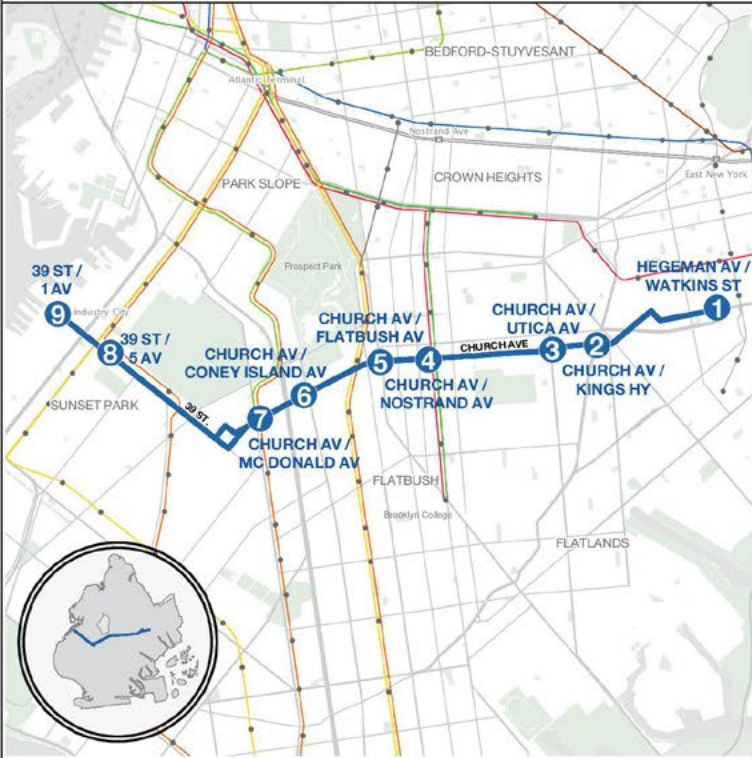 BEDFORD-STUYVESANT
Atlantic Terminal
Nostrand Ave
CROWN HEIGHTS
East New York
PARK SLOPE
Prospect Park
39 ST /
1 AV
9
Industry City
8
39 ST /
5 AV
SUNSET PARK
39 ST.
7
CHURCH AV /
MC DONALD AV
CHURCH AV /
CONEY ISLAND AV
6
CHURCH AV /
FLATBUSH AV
5
4
CHURCH AV /
NOSTRAND AV
CHURCH AVE
CHURCH AV /
UTICA AV
3
2
CHURCH AV /
KINGS HY
HEGEMAN AV /
WATKINS ST
1
FLATBUSH
Brooklyn College
FLATLANDS